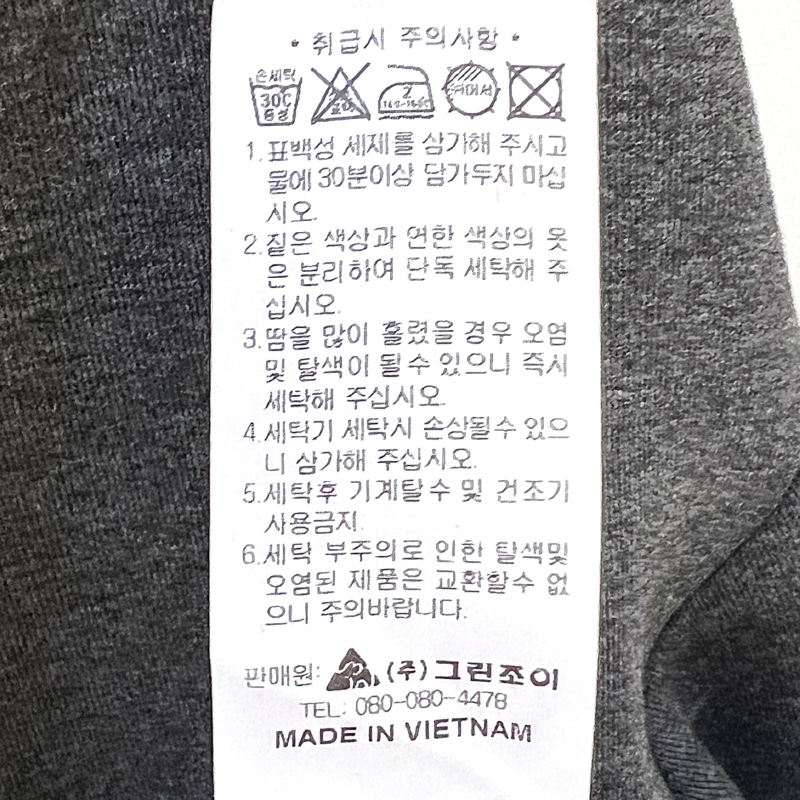 • 취급시 주의사항 •
손세탁
30C
중성
1. 표백성 세제를 삼가해 주시고
물에 30분이상 담가두지 마십
시오.
2. 짙은 색상과 연한 색상의 옷
은 분리하여 단독 세탁해 주
십시오.
3. 땀을 많이 흘렸을 경우 오염
및 탈색이 될 수 있으니 즉시
세탁해 주십시오.
4. 세탁기 세탁시 손상될수 있으
니 삼가해 주십시오.
5. 세탁후 기계탈수 및 건조기
사용금지.
6. 세탁 부주의로 인한 탈색및
오염된 제품은 교환할수 없
으니 주의바랍니다.
판매원: (주)그린조이
TEL: 080-080-4478
MADE IN VIETNAM